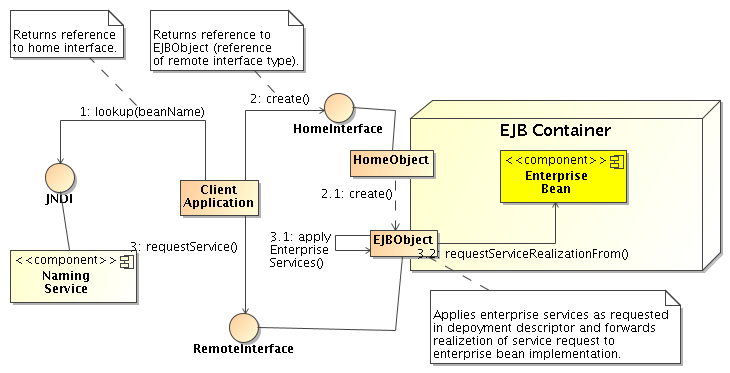 Returns reference
to home interface.
Returns reference to
EJBObject (reference
of remote interface type).
1: lookup(beanName)
2: create()
HomeInterface
EJB Container
HomeObject
<<component>>
Enterprise
Bean
JNDI
Client
Application
2.1: create()
3: requestService()
3.1: apply
Enterprise
Services()
EJBObject
3.2: requestServiceRealizationFrom()
<<component>>
Naming
Service
RemoteInterface
Applies enterprise services as requested
in depoyment descriptor and forwards
realizetion of service request to
enterprise bean implementation.